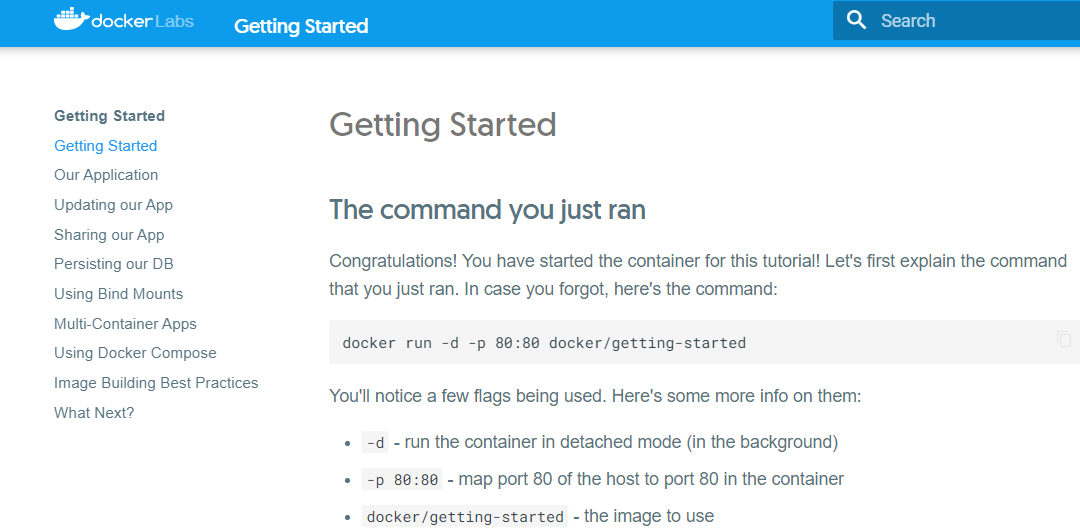 docker Labs
Getting Started
Search
Getting Started
Getting Started
Our Application
Updating our App
Sharing our App
Persisting our DB
Using Bind Mounts
Multi-Container Apps
Using Docker Compose
Image Building Best Practices
What Next?
Getting Started
The command you just ran
Congratulations! You have started the container for this tutorial! Let's first explain the command
that you just ran. In case you forgot, here's the command:
docker run -d -p 80:80 docker/getting-started
You'll notice a few flags being used. Here's some more info on them:
• -d - run the container in detached mode (in the background)
• -p 80:80 - map port 80 of the host to port 80 in the container
• docker/getting-started - the image to use